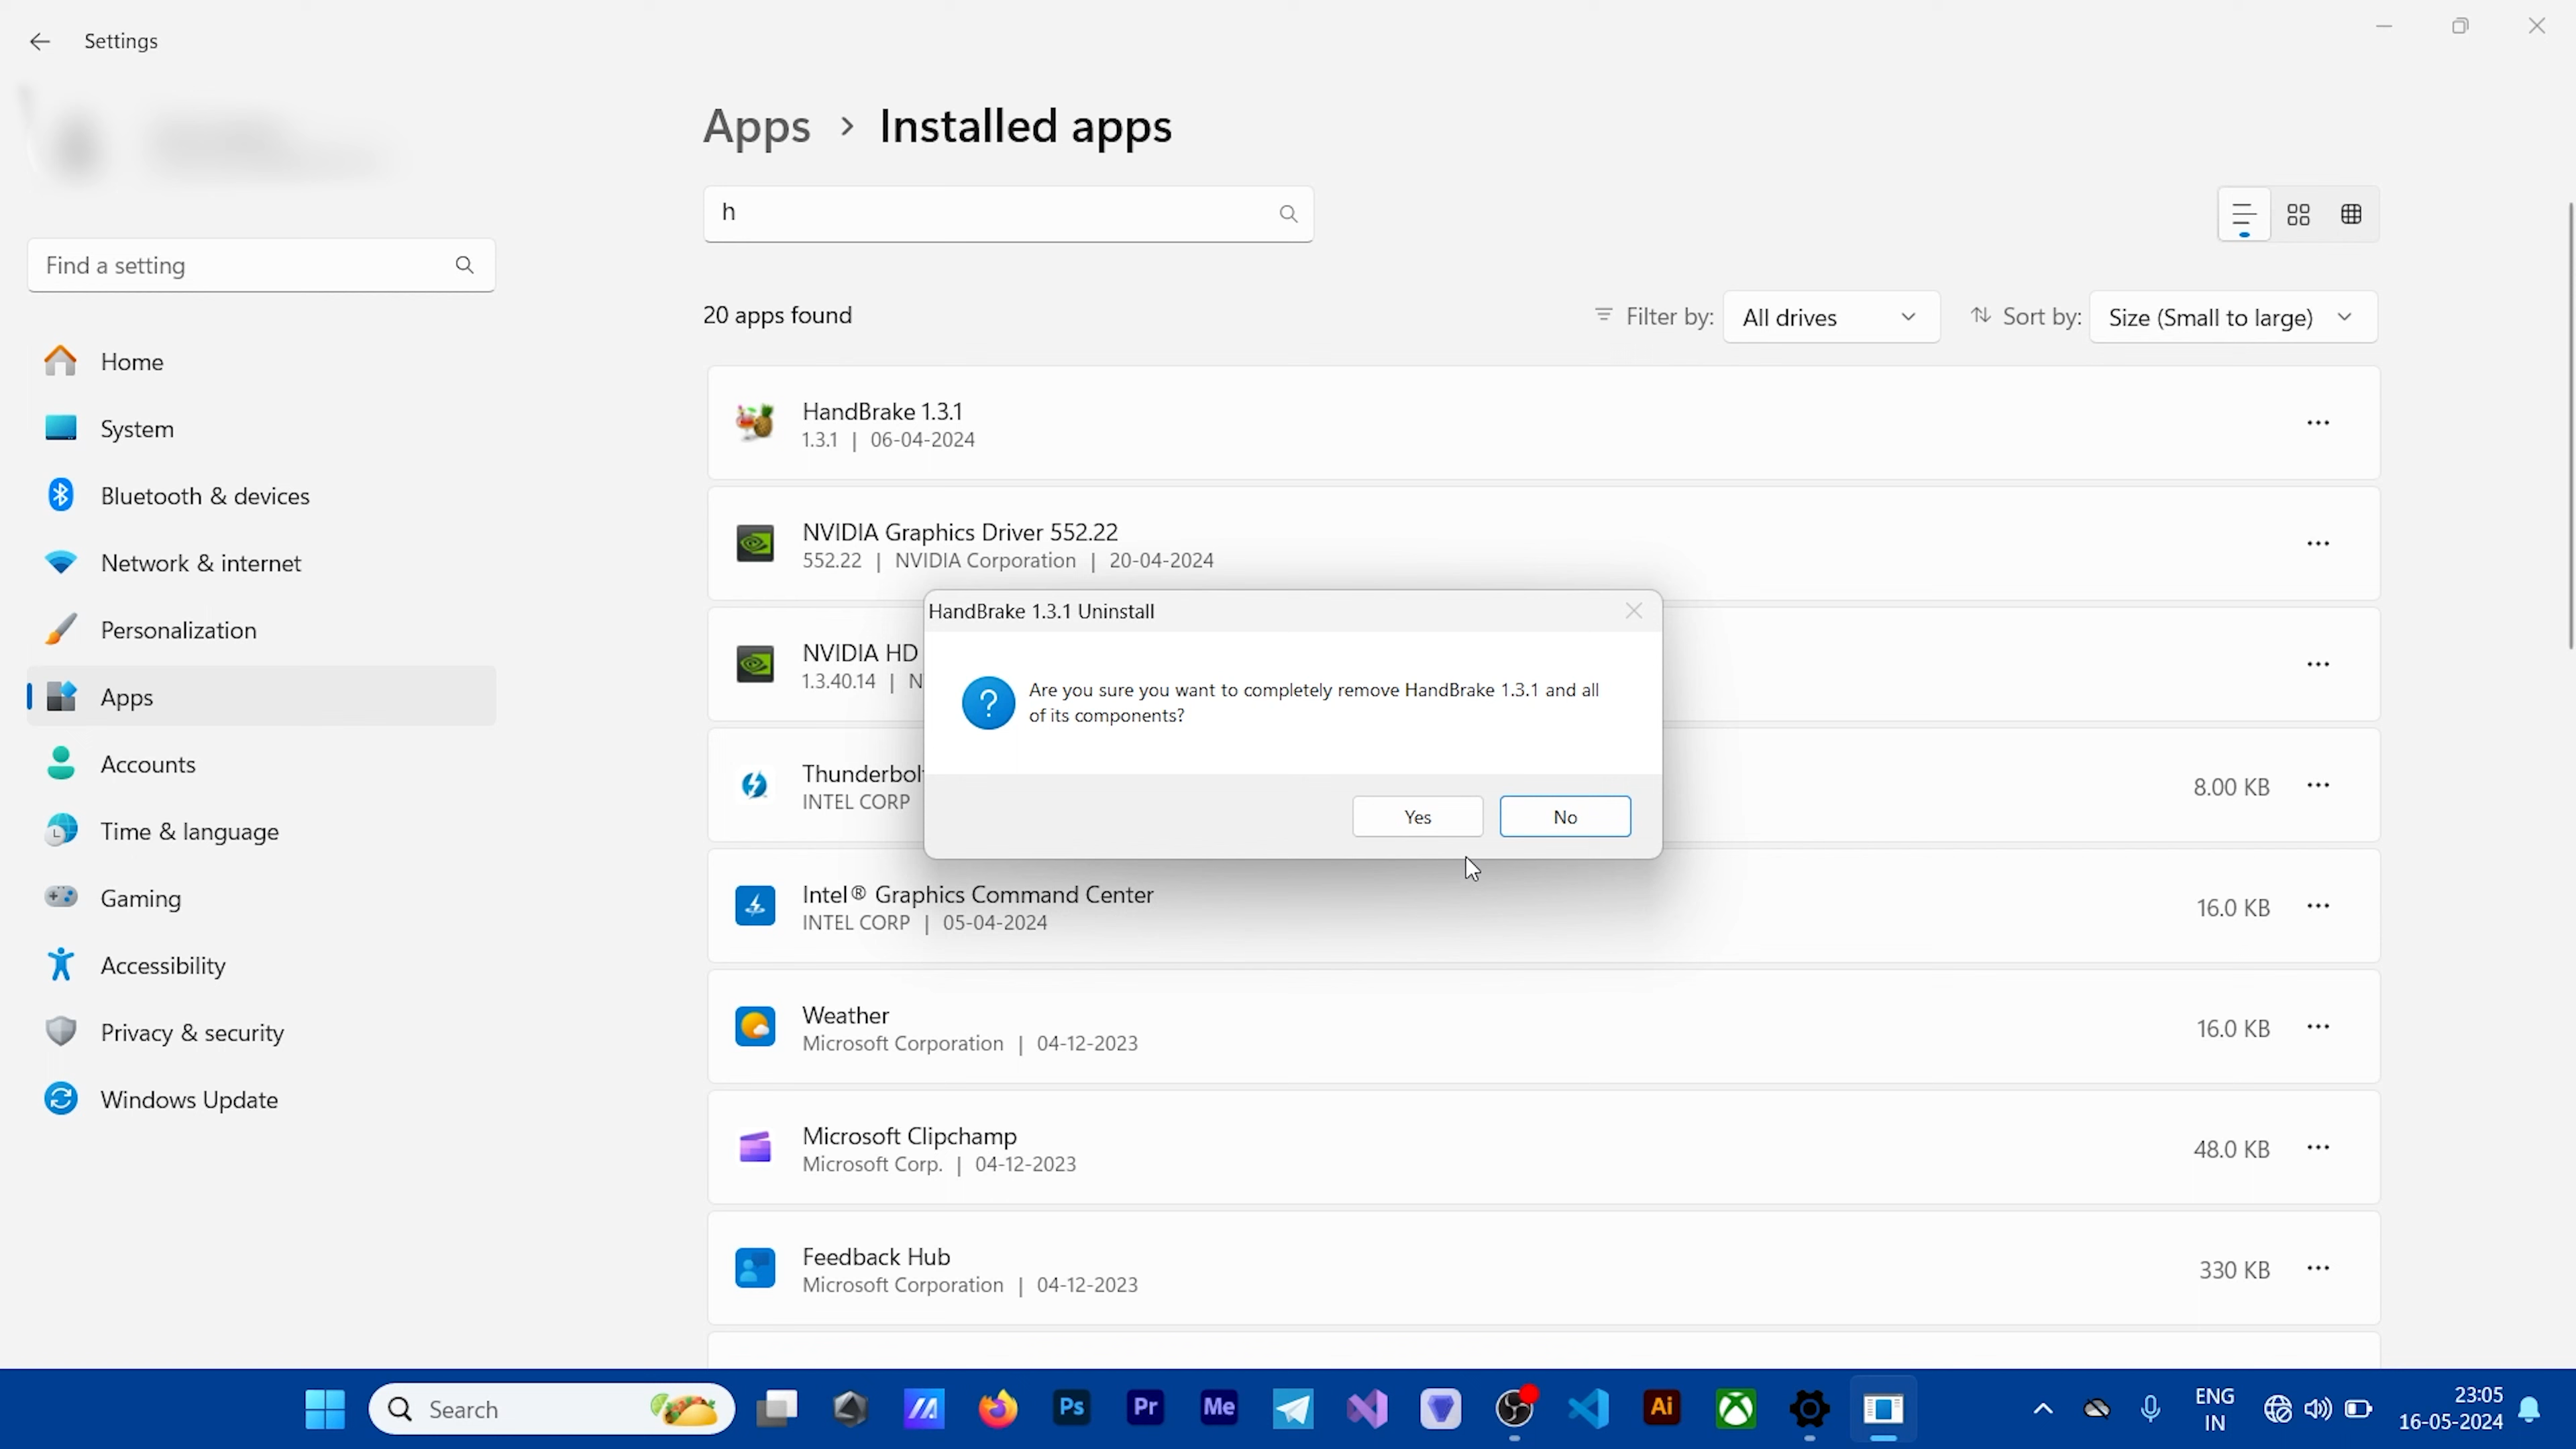 Settings
Find a setting
Home
System
Bluetooth & devices
Network & internet
Personalization
Apps
Accounts
Time & language
Gaming
Accessibility
Privacy & security
Windows Update
Apps > Installed apps
h
20 apps found
Filter by: All drives
Sort by: Size (Small to large)
HandBrake 1.3.1
1.3.1 | 06-04-2024
NVIDIA Graphics Driver 552.22
552.22 | NVIDIA Corporation | 20-04-2024
NVIDIA HD
1.3.40.14 | N
Thunderbol
INTEL CORP
8.00 KB
HandBrake 1.3.1 Uninstall
Are you sure you want to completely remove HandBrake 1.3.1 and all
of its components?
Yes No
Intel® Graphics Command Center
INTEL CORP | 05-04-2024
16.0 KB
Weather
Microsoft Corporation | 04-12-2023
16.0 KB
Microsoft Clipchamp
Microsoft Corp. | 04-12-2023
48.0 KB
Feedback Hub
Microsoft Corporation | 04-12-2023
330 KB
Search
Ps
Pr
Me
Ai
ENG
IN
23:05
16-05-2024